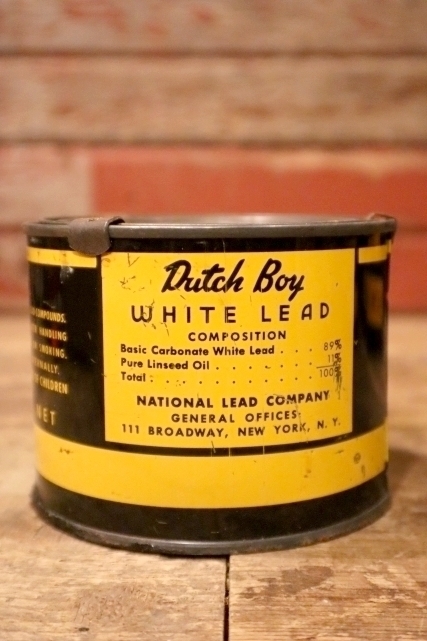 COMPOUNDS.
HANDLING
SMOKING.
CHILDREN
Dutch Boy
WHITE LEAD
COMPOSITION
Basic Carbonate White Lead . . . 89%
Pure Linseed Oil . . . . . . . . 11%
Total . . . . . . . . . . . . 100%
NATIONAL LEAD COMPANY
GENERAL OFFICES:
111 BROADWAY, NEW YORK, N. Y.